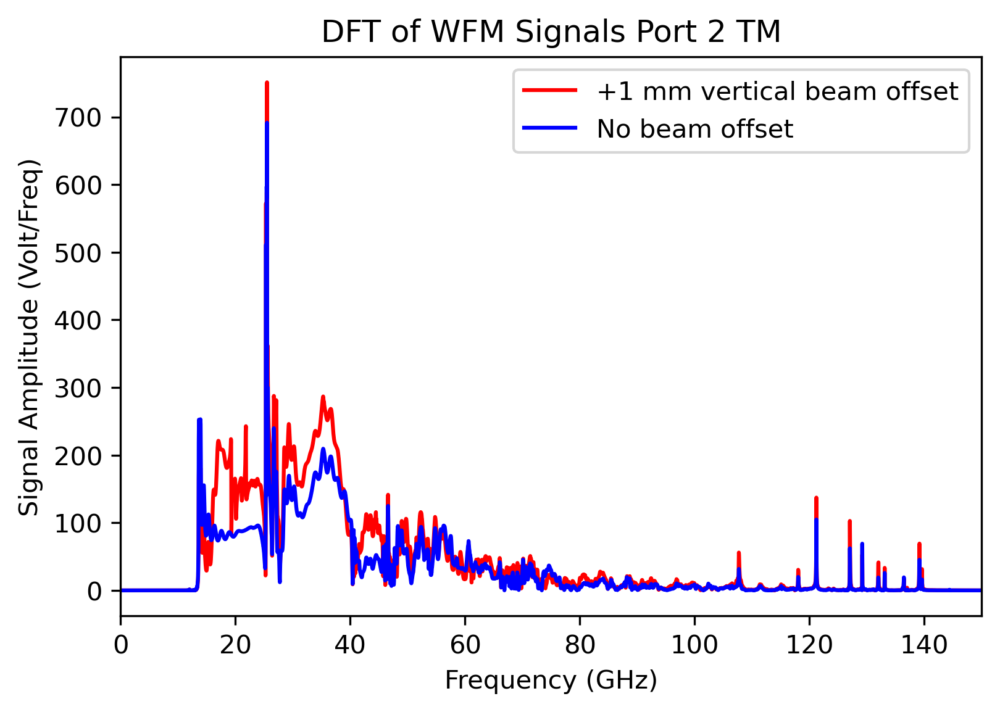 DFT of WFM Signals Port 2 TM
+1 mm vertical beam offset
No beam offset
Signal Amplitude (Volt/Freq)
700
600
500
400
300
200
100
0
0 20 40 60 80 100 120 140
Frequency (GHz)